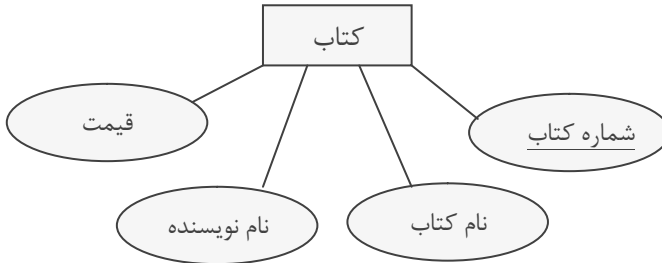 کتاب
شماره کتاب
نام کتاب
نام نویسنده
قیمت